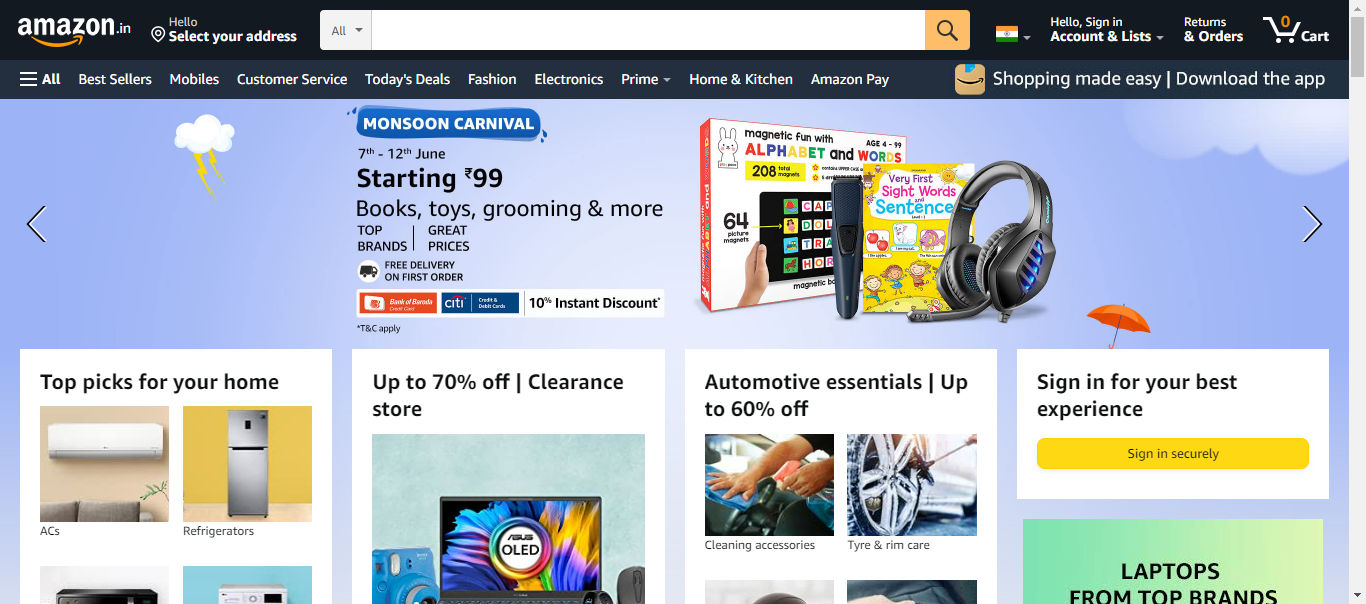 amazon.in
Hello
Select your address
All
Hello, Sign in
Account & Lists
Returns
& Orders
0
Cart
All
Best Sellers
Mobiles
Customer Service
Today's Deals
Fashion
Electronics
Prime
Home & Kitchen
Amazon Pay
Shopping made easy | Download the app
MONSOON CARNIVAL
7th - 12th June
Starting ₹99
Books, toys, grooming & more
TOP
BRANDS
GREAT
PRICES
FREE DELIVERY
ON FIRST ORDER
Bank of Baroda
Credit Card
citi
Credit &
Debit Cards
10% Instant Discount*
*T&C apply
magnetic fun with
AGE 4 - 99
ALPHABET and WORDS
208 total
magnets
64
picture
magnets
magnetic
Very First
Sight Words
and
Sentence
Top picks for your home
ACs
Refrigerators
Up to 70% off | Clearance
store
ASUS
OLED
Automotive essentials | Up
to 60% off
Cleaning accessories
Tyre & rim care
Sign in for your best
experience
Sign in securely
LAPTOPS
FROM TOP BRANDS